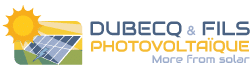 DUBECQ & FILS
PHOTOVOLTAÏQUE
More from solar